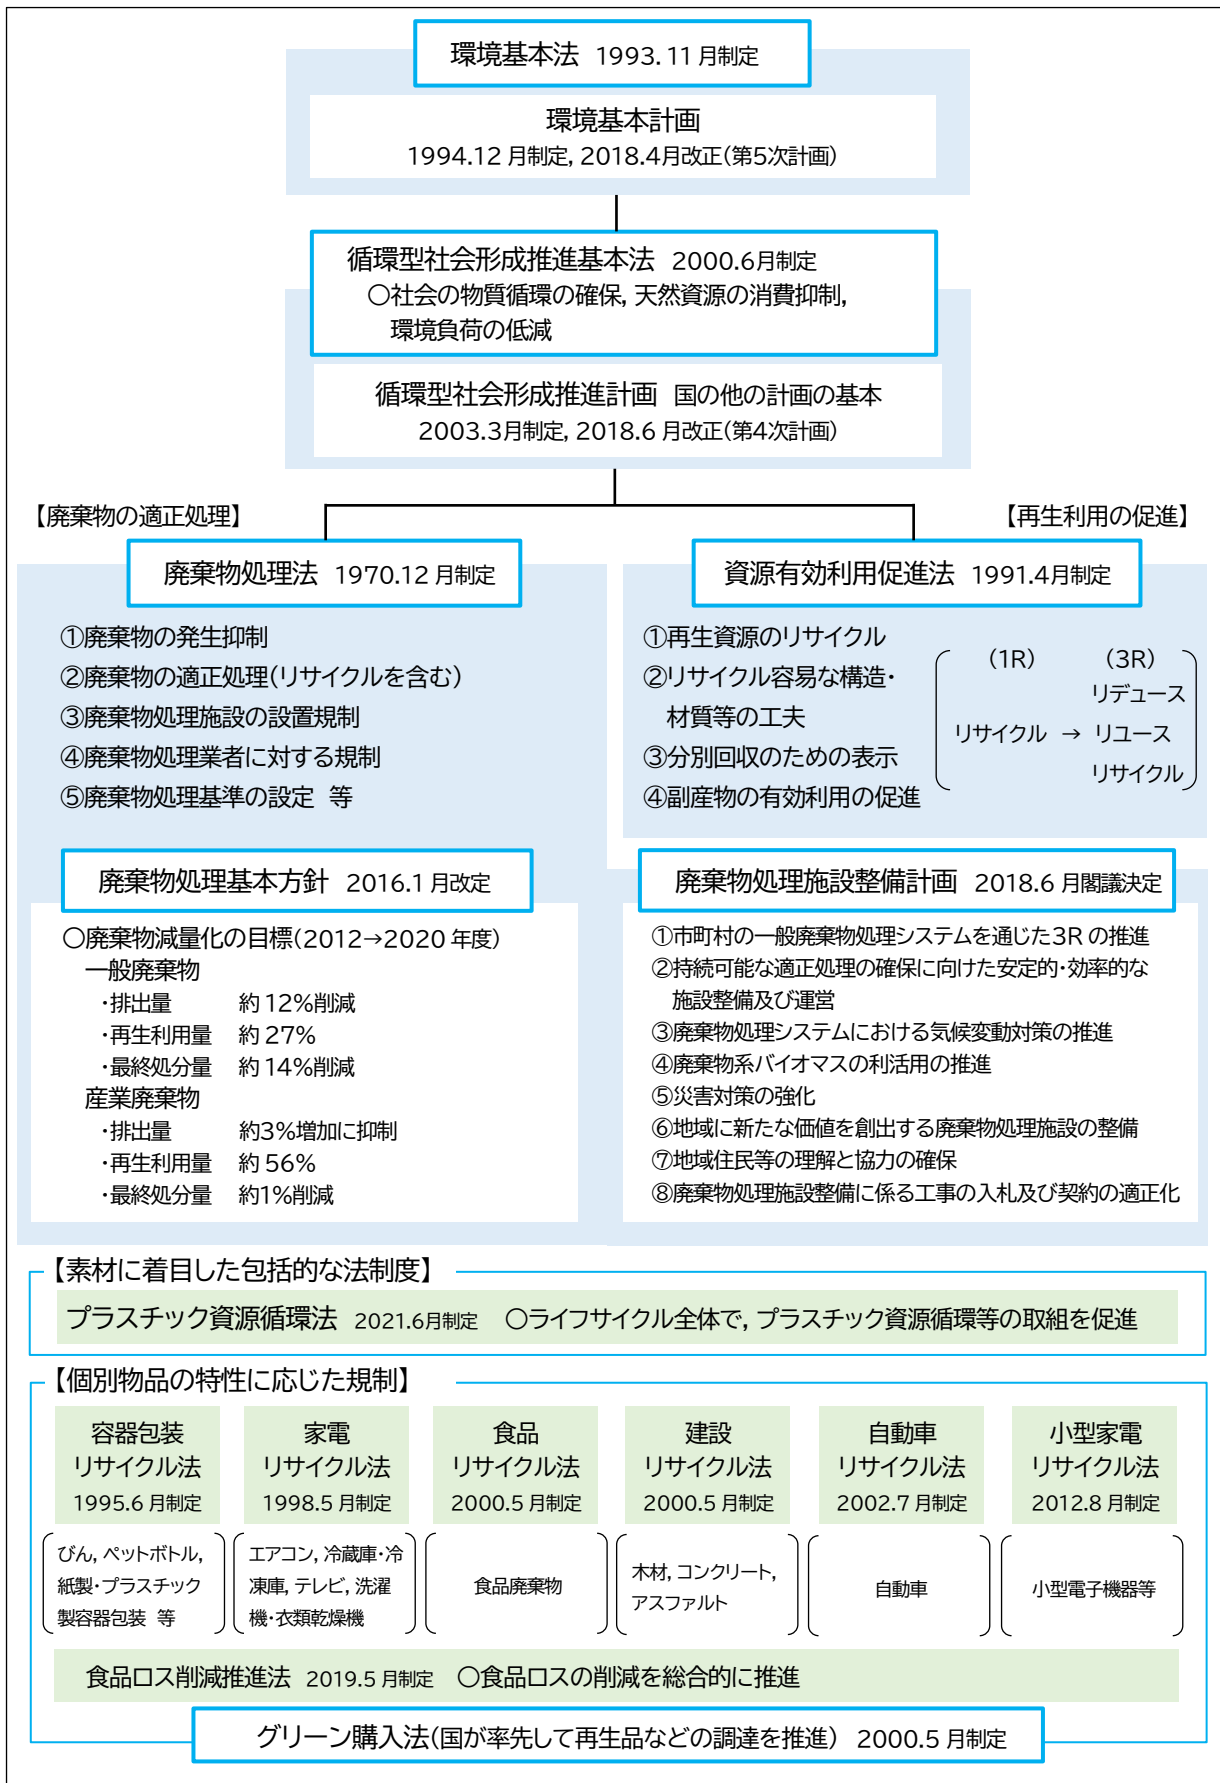 環境基本法 1993.11月制定
環境基本計画
1994.12月制定, 2018.4月改正(第5次計画)
循環型社会形成推進基本法 2000.6月制定
○社会の物質循環の確保, 天然資源の消費抑制,
環境負荷の低減
循環型社会形成推進計画 国の他の計画の基本
2003.3月制定, 2018.6月改正(第4次計画)
【廃棄物の適正処理】
【再生利用の促進】
廃棄物処理法 1970.12月制定
①廃棄物の発生抑制
②廃棄物の適正処理(リサイクルを含む)
③廃棄物処理施設の設置規制
④廃棄物処理業者に対する規制
⑤廃棄物処理基準の設定 等
資源有効利用促進法 1991.4月制定
①再生資源のリサイクル
②リサイクル容易な構造・
材質等の工夫
③分別回収のための表示
④副産物の有効利用の促進
(1R) (3R)
リデュース
リサイクル → リユース
リサイクル
廃棄物処理基本方針 2016.1月改定
○廃棄物減量化の目標(2012→2020年度)
一般廃棄物
・排出量 約12%削減
・再生利用量 約27%
・最終処分量 約14%削減
産業廃棄物
・排出量 約3%増加に抑制
・再生利用量 約56%
・最終処分量 約1%削減
廃棄物処理施設整備計画 2018.6月閣議決定
①市町村の一般廃棄物処理システムを通じた3Rの推進
②持続可能な適正処理の確保に向けた安定的・効率的な
施設整備及び運営
③廃棄物処理システムにおける気候変動対策の推進
④廃棄物系バイオマスの利活用の推進
⑤災害対策の強化
⑥地域に新たな価値を創出する廃棄物処理施設の整備
⑦地域住民等の理解と協力の確保
⑧廃棄物処理施設整備に係る工事の入札及び契約の適正化
【素材に着目した包括的な法制度】
プラスチック資源循環法 2021.6月制定 ○ライフサイクル全体で, プラスチック資源循環等の取組を促進
【個別物品の特性に応じた規制】
容器包装
リサイクル法
1995.6月制定
びん, ペットボトル,
紙製・プラスチック
製容器包装 等
家電
リサイクル法
1998.5月制定
エアコン, 冷蔵庫・冷
凍庫, テレビ, 洗濯
機・衣類乾燥機
食品
リサイクル法
2000.5月制定
食品廃棄物
建設
リサイクル法
2000.5月制定
木材, コンクリート,
アスファルト
自動車
リサイクル法
2002.7月制定
自動車
小型家電
リサイクル法
2012.8月制定
小型電子機器等
食品ロス削減推進法 2019.5月制定 ○食品ロスの削減を総合的に推進
グリーン購入法(国が率先して再生品などの調達を推進) 2000.5月制定